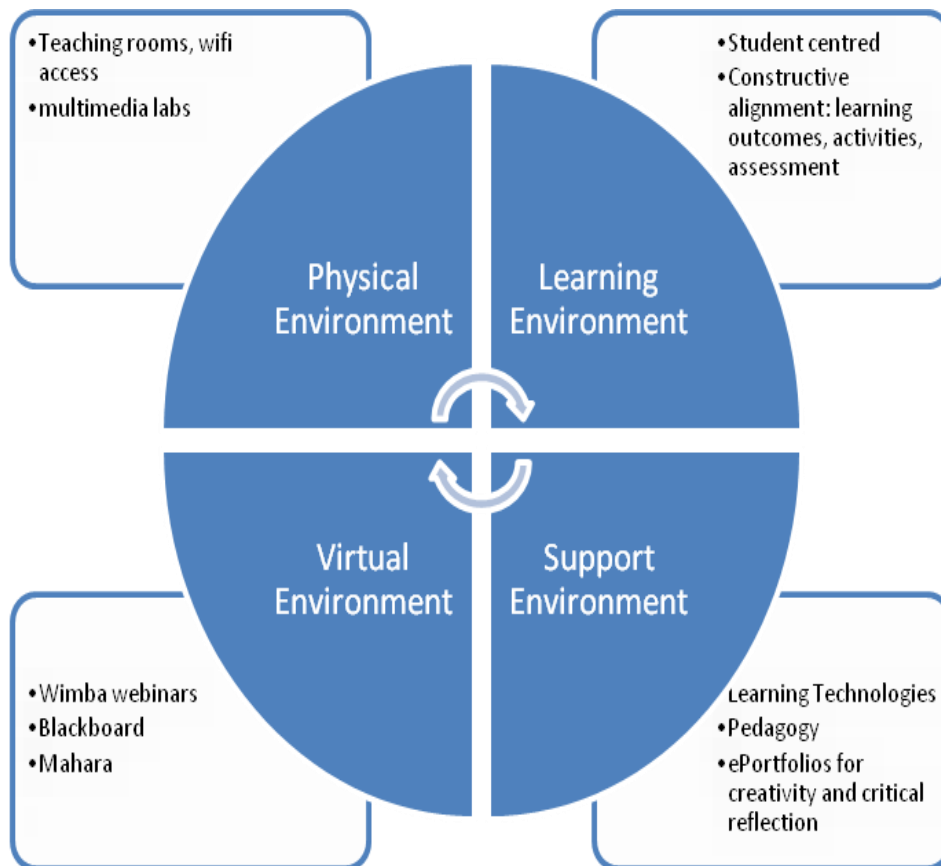 •Teaching rooms, wifi
access
•multimedia labs
•Student centred
•Constructive
alignment: learning
outcomes, activities,
assessment
Physical
Environment
Learning
Environment
Virtual
Environment
Support
Environment
•Wimba webinars
•Blackboard
•Mahara
Learning Technologies
•Pedagogy
•ePortfolios for
creativity and critical
reflection